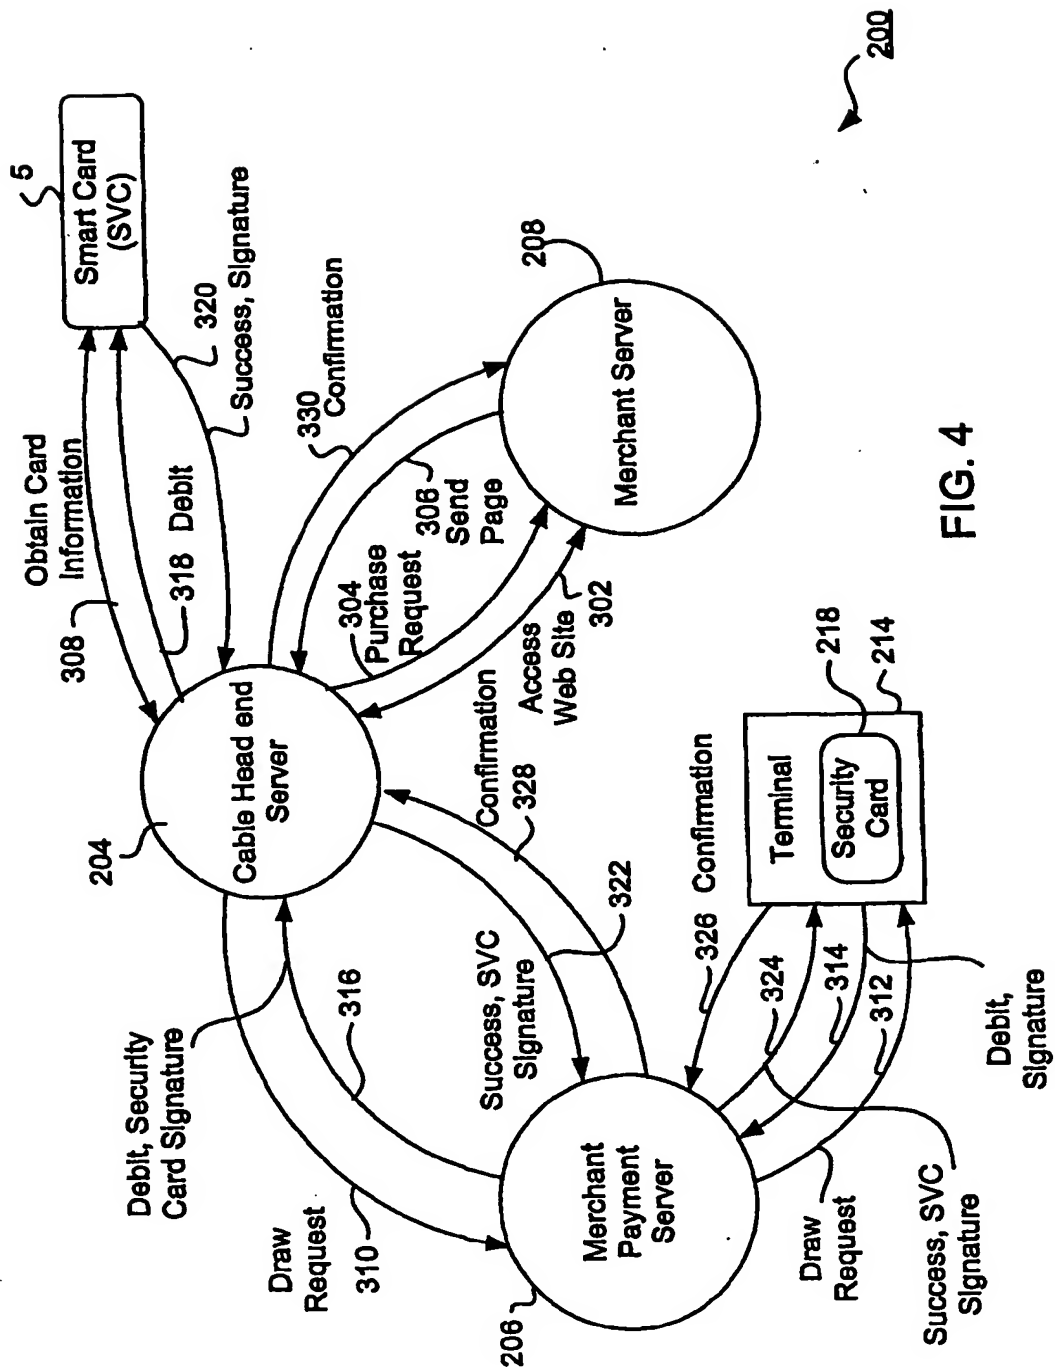 5
Smart Card
(SVC)
Obtain Card
Information
308
318 Debit
320
Success, Signature
204
Cable Head end
Server
330
Confirmation
306
Send
Page
304
Purchase
Request
Access
Web Site
302
208
Merchant Server
Debit, Security
Card Signature
316
Draw
Request
310
Success, SVC
Signature
322
Confirmation
328
206
Merchant
Payment
Server
326 Confirmation
324
314
312
Terminal
Security
Card
218
214
Draw
Request
Success, SVC
Signature
Debit,
Signature
200
FIG. 4